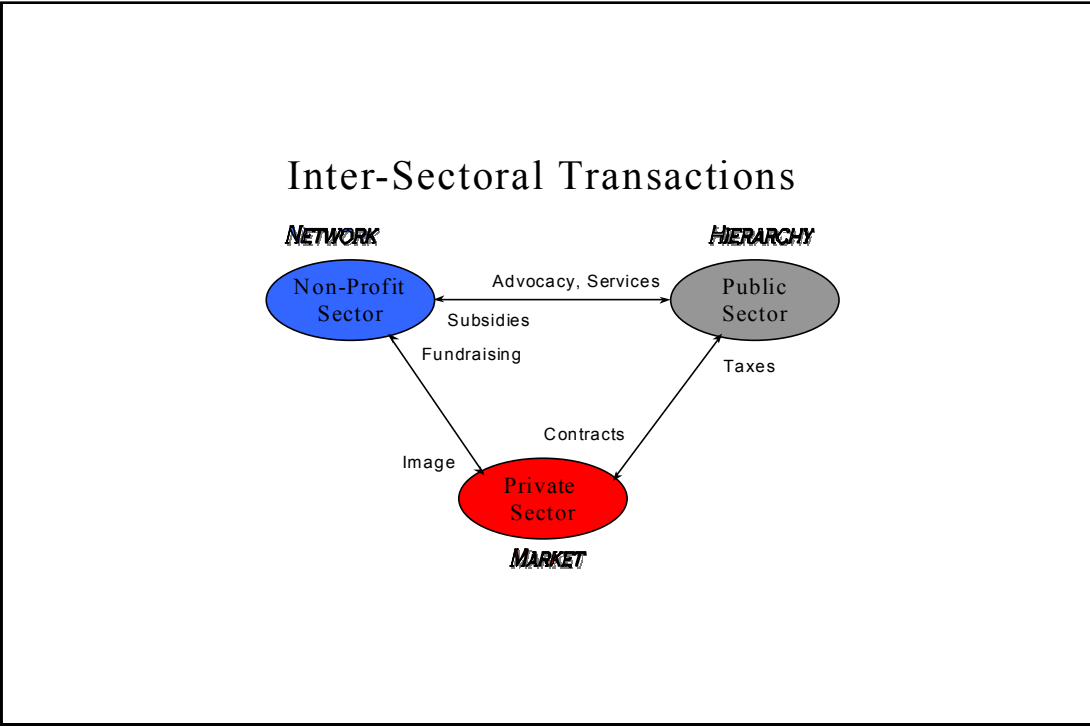 Inter-Sectoral Transactions
NETWORK
HIERARCHY
Non-Profit
Sector
Advocacy, Services
Public
Sector
Subsidies
Fundraising
Taxes
Contracts
Image
Private
Sector
MARKET